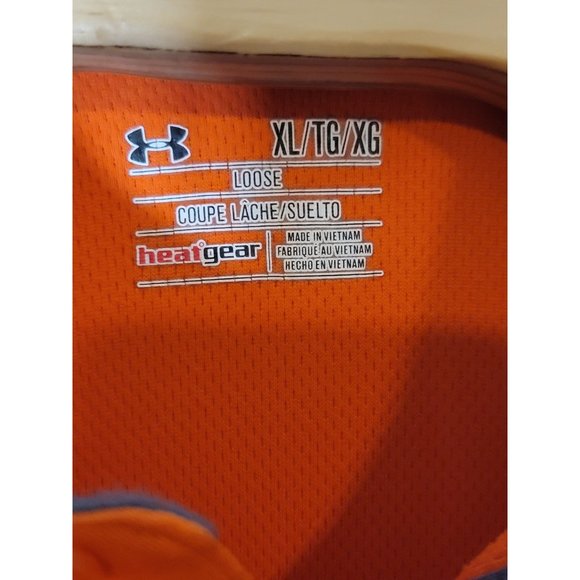 XL/TG/XG
LOOSE
COUPE LÂCHE/SUELTO
heatgear
MADE IN VIETNAM
FABRIQUÉ AU VIETNAM
HECHO EN VIETNAM